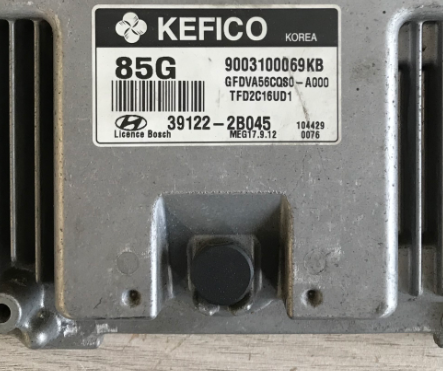 KEFICO KOREA
85G
9003100069KB
GFDVA56CQS0-A000
TFD2C16UD1
39122-2B045
104429
Licence Bosch MEG17.9.12 0076